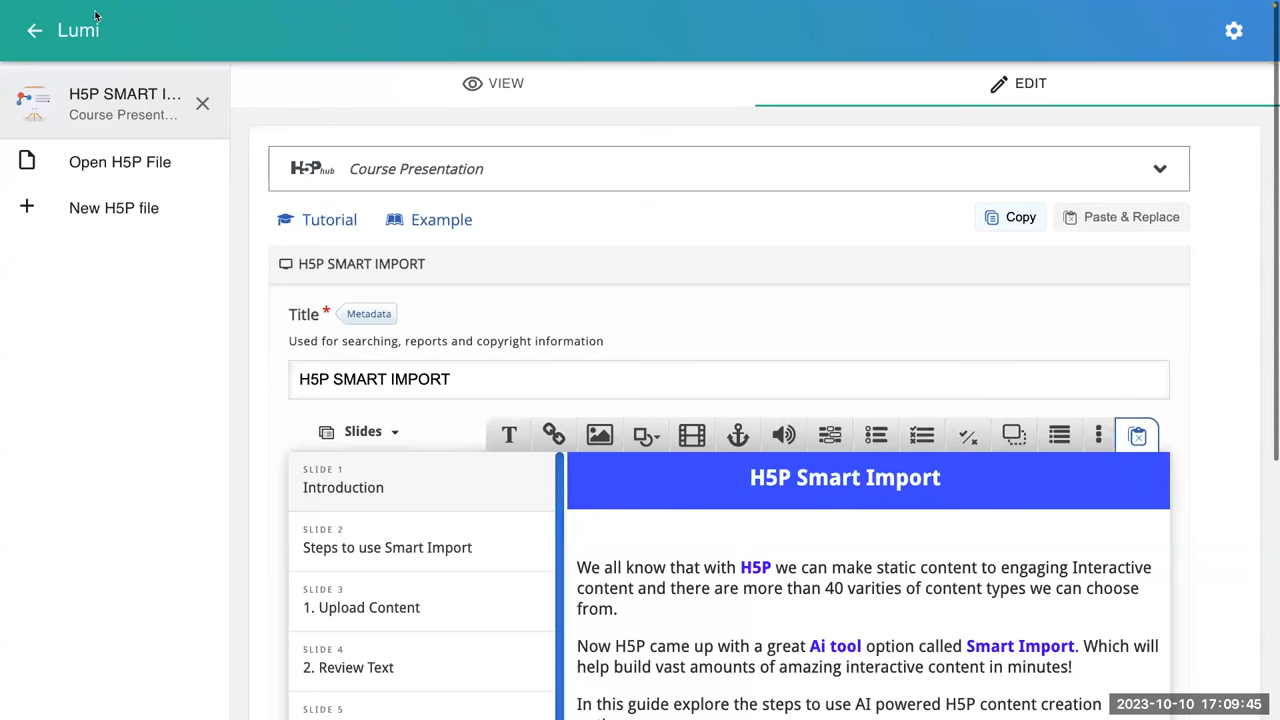 Lumi
H5P SMART I...
Course Present...
Open H5P File
New H5P file
VIEW
EDIT
H5P hub Course Presentation
Tutorial
Example
Copy
Paste & Replace
H5P SMART IMPORT
Title *
Metadata
Used for searching, reports and copyright information
H5P SMART IMPORT
Slides
SLIDE 1
Introduction
SLIDE 2
Steps to use Smart Import
SLIDE 3
1. Upload Content
SLIDE 4
2. Review Text
SLIDE 5
H5P Smart Import
We all know that with H5P we can make static content to engaging Interactive
content and there are more than 40 varities of content types we can choose
from.
Now H5P came up with a great Ai tool option called Smart Import. Which will
help build vast amounts of amazing interactive content in minutes!
In this guide explore the steps to use AI powered H5P content creation
2023-10-10 17:09:45